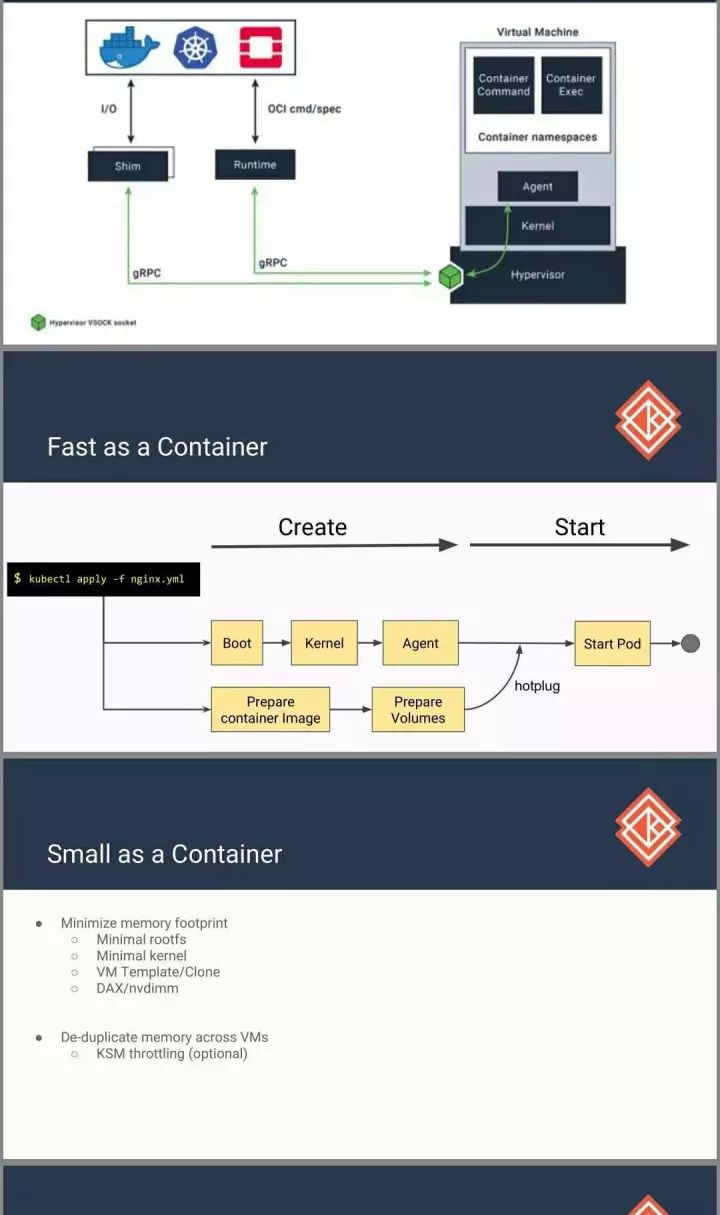 Virtual Machine
Container
Command
Container
Exec
I/O
OCI cmd/spec
Container namespaces
Shim
Runtime
Agent
Kernel
gRPC
gRPC
Hypervisor
Hypervisor VSOCK socket
Fast as a Container
Create
Start
$ kubectl apply -f nginx.yml
Boot
Kernel
Agent
Start Pod
hotplug
Prepare
container Image
Prepare
Volumes
Small as a Container
● Minimize memory footprint
○ Minimal rootfs
○ Minimal kernel
○ VM Template/Clone
○ DAX/nvdimm
● De-duplicate memory across VMs
○ KSM throttling (optional)